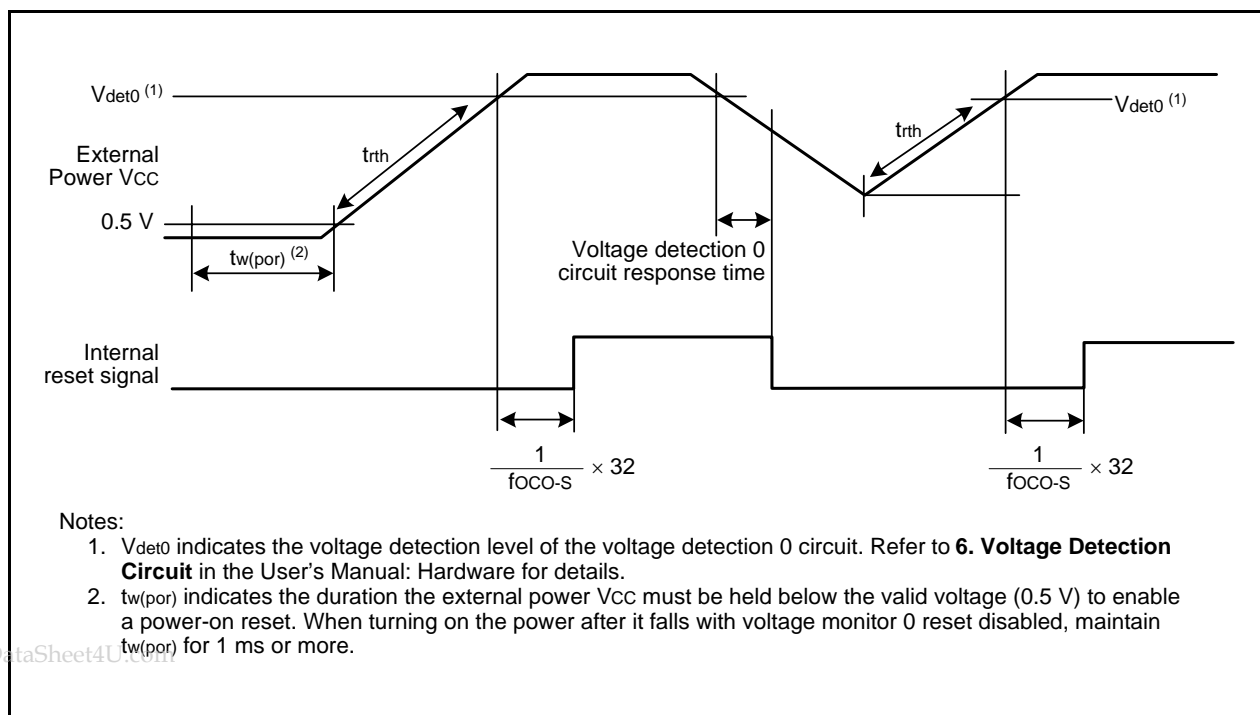 Vdet0 (1)
External
Power VCC
0.5 V
trth
tw(por) (2)
Voltage detection 0
circuit response time
trth
Vdet0 (1)
Internal
reset signal
1
fOCO-S
× 32
1
fOCO-S
× 32
Notes:
1. Vdet0 indicates the voltage detection level of the voltage detection 0 circuit. Refer to 6. Voltage Detection
Circuit in the User's Manual: Hardware for details.
2. tw(por) indicates the duration the external power VCC must be held below the valid voltage (0.5 V) to enable
a power-on reset. When turning on the power after it falls with voltage monitor 0 reset disabled, maintain
tw(por) for 1 ms or more.
ataSheet4U.com